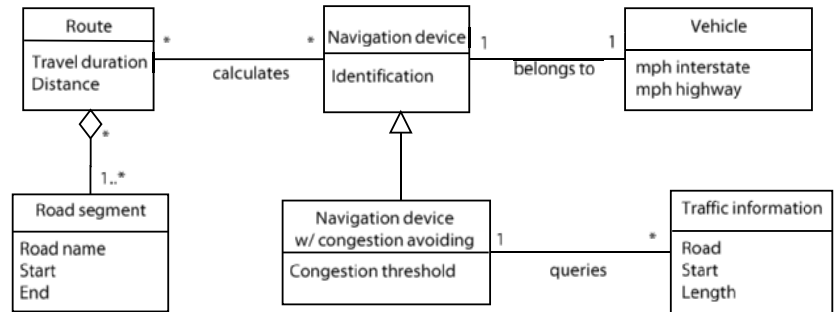 Route
Travel duration
Distance
*
calculates
*
Navigation device
Identification
1
belongs to
1
Vehicle
mph interstate
mph highway
*
1..*
Road segment
Road name
Start
End
Navigation device
w/ congestion avoiding
Congestion threshold
1
queries
*
Traffic information
Road
Start
Length